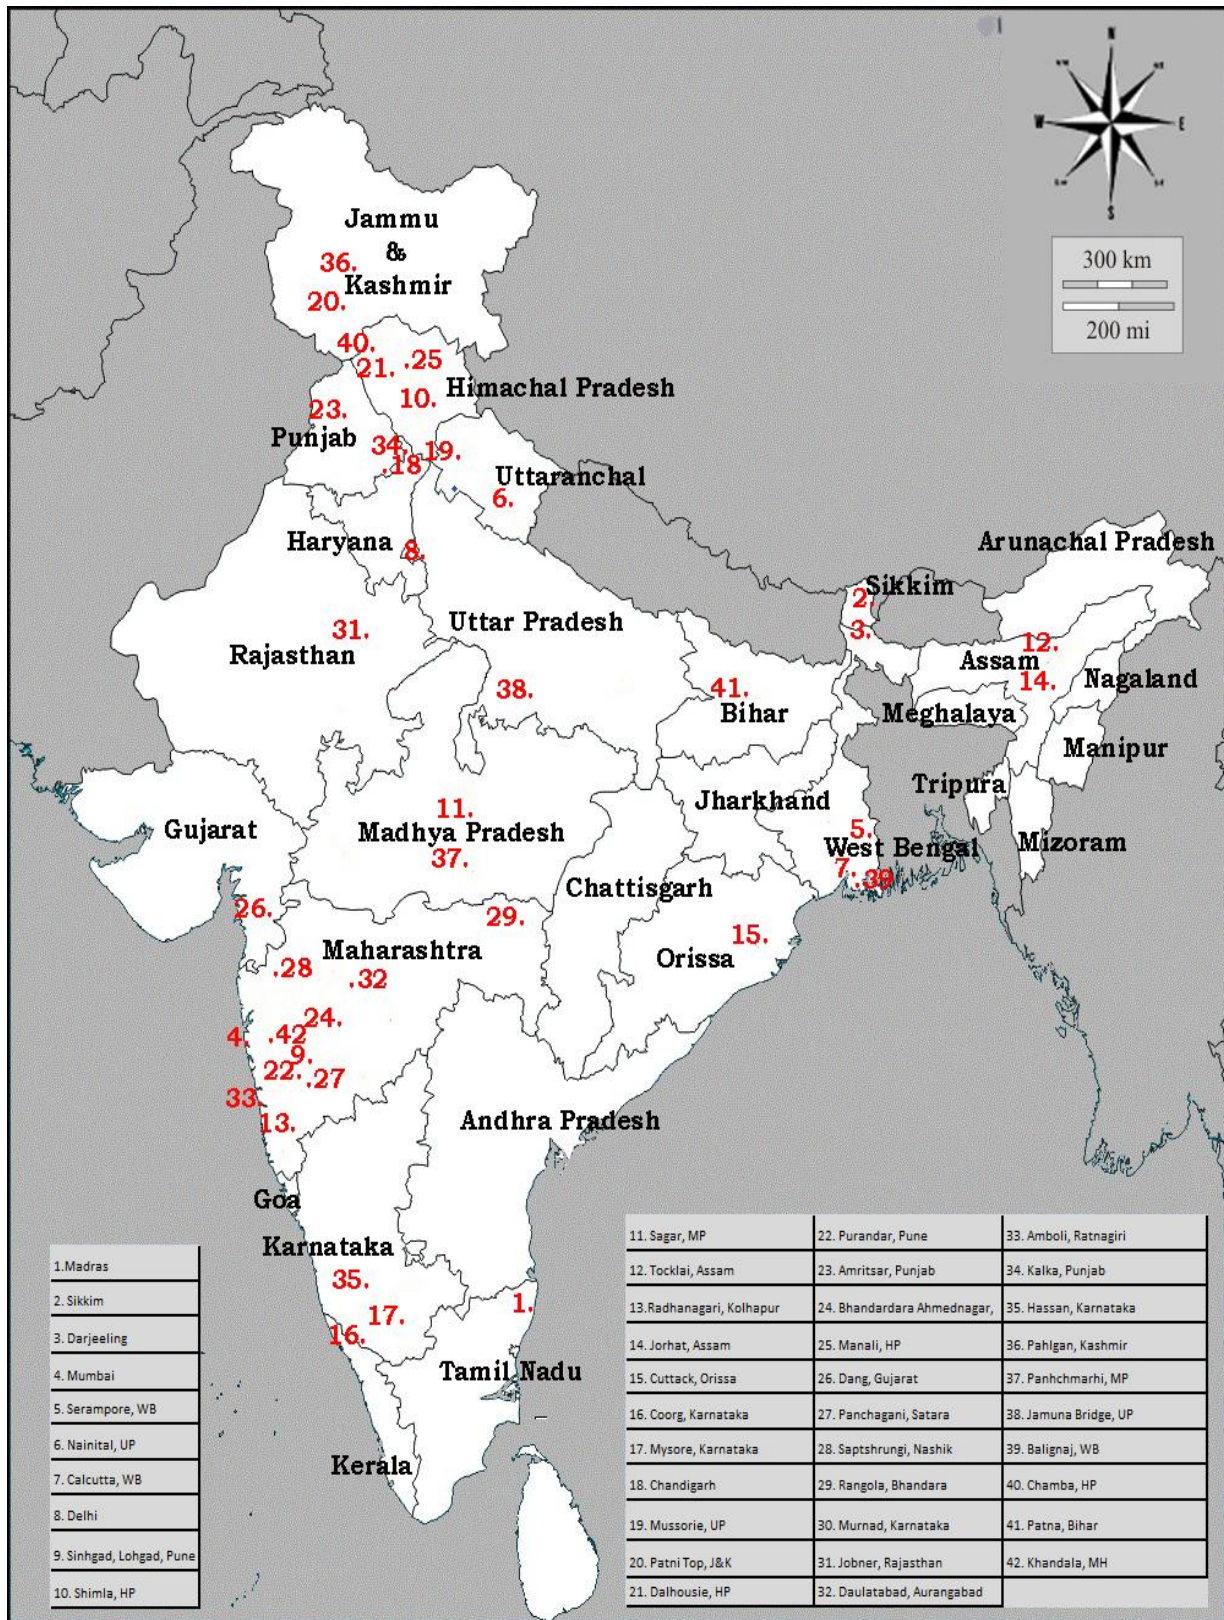 N
W
E
S
300 km
200 mi
Jammu
&
36.
Kashmir
20.
40.
21.
.25
Himachal Pradesh
10.
23.
Punjab
34.
19.
.18
Uttaranchal
6.
Haryana
8.
Arunachal Pradesh
Sikkim
2.
Uttar Pradesh
31.
3.
12.
Rajasthan
Assam
38.
41.
14.
Nagaland
Bihar
Meghalaya
Manipur
Tripura
Jharkhand
11.
Gujarat
Madhya Pradesh
5.
West Bengal
Mizoram
37.
7.
.39
Chattisgarh
26.
29.
15.
Maharashtra
Orissa
.28
.32
24.
4.
.42
9.
22.
.27
33.
13.
Andhra Pradesh
Goa
Karnataka
35.
17.
1.
16.
Tamil Nadu
Kerala
1.Madras
2. Sikkim
3. Darjeeling
4. Mumbai
5. Serampore, WB
6. Nainital, UP
7. Calcutta, WB
8. Delhi
9. Sinhgad, Lohgad, Pune
10. Shimla, HP
11. Sagar, MP
12. Tocklai, Assam
13.Radhanagari, Kolhapur
14. Jorhat, Assam
15. Cuttack, Orissa
16. Coorg, Karnataka
17. Mysore, Karnataka
18. Chandigarh
19. Mussorie, UP
20. Patni Top, J&K
21. Dalhousie, HP
22. Purandar, Pune
23. Amritsar, Punjab
24. Bhandardara Ahmednagar,
25. Manali, HP
26. Dang, Gujarat
27. Panchagani, Satara
28. Saptshrungi, Nashik
29. Rangola, Bhandara
30. Murnad, Karnataka
31. Jobner, Rajasthan
32. Daulatabad, Aurangabad
33. Amboli, Ratnagiri
34. Kalka, Punjab
35. Hassan, Karnataka
36. Pahlgan, Kashmir
37. Panhchmarhi, MP
38. Jamuna Bridge, UP
39. Balignaj, WB
40. Chamba, HP
41. Patna, Bihar
42. Khandala, MH